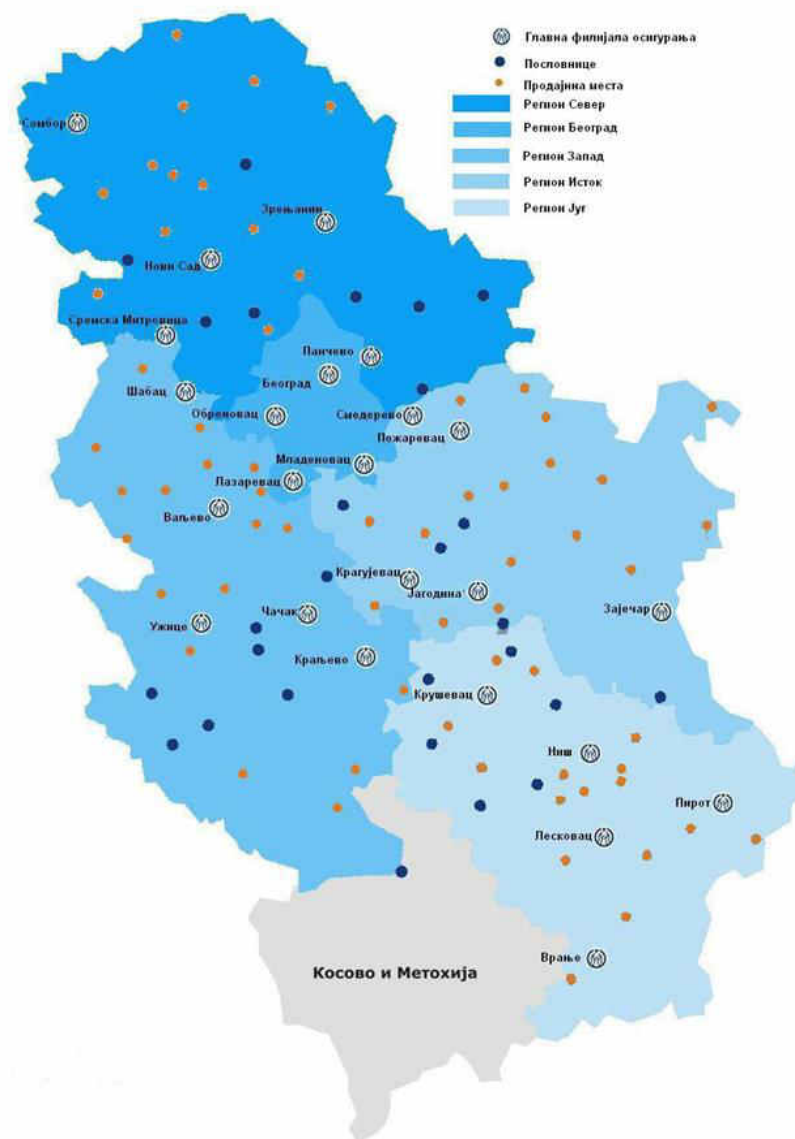 Главна филијала осигурања
Пословнице
Продајнина места
Регион Север
Регион Београд
Регион Запад
Регион Исток
Регион Југ
Сомбор
Зрењанин
Нови Сад
Сремска Митровица
Панчево
Београд
Шабац
Обреновац
Смедерево
Пожаревац
Младеновац
Лазаревац
Ваљево
Крагујевац
Јагодина
Зајечар
Чачак
Ужице
Краљево
Крушевац
Ниш
Пирот
Лесковац
Врање
Косово и Метохија